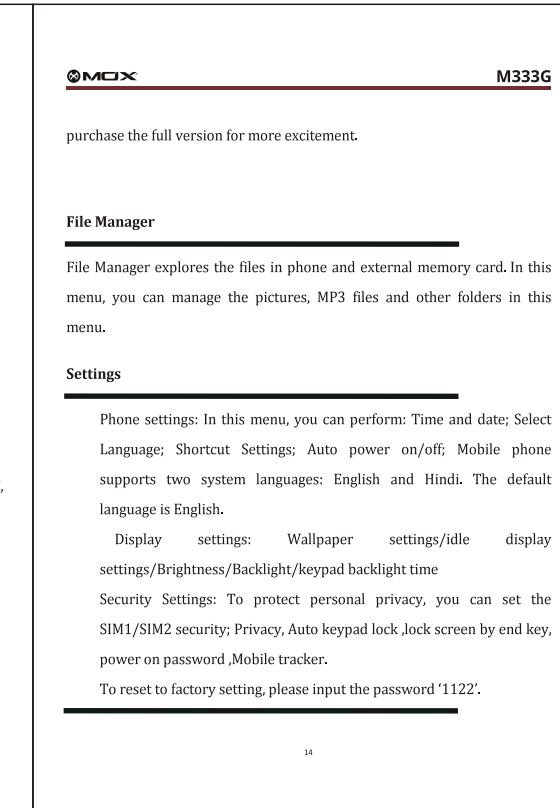 MOX M333G
purchase the full version for more excitement.
File Manager
File Manager explores the files in phone and external memory card. In this
menu, you can manage the pictures, MP3 files and other folders in this
menu.
Settings
Phone settings: In this menu, you can perform: Time and date; Select
Language; Shortcut Settings; Auto power on/off; Mobile phone
supports two system languages: English and Hindi. The default
language is English.
Display settings: Wallpaper settings/idle display
settings/Brightness/Backlight/keypad backlight time
Security Settings: To protect personal privacy, you can set the
SIM1/SIM2 security; Privacy, Auto keypad lock ,lock screen by end key,
power on password ,Mobile tracker.
To reset to factory setting, please input the password ‘1122’.
14